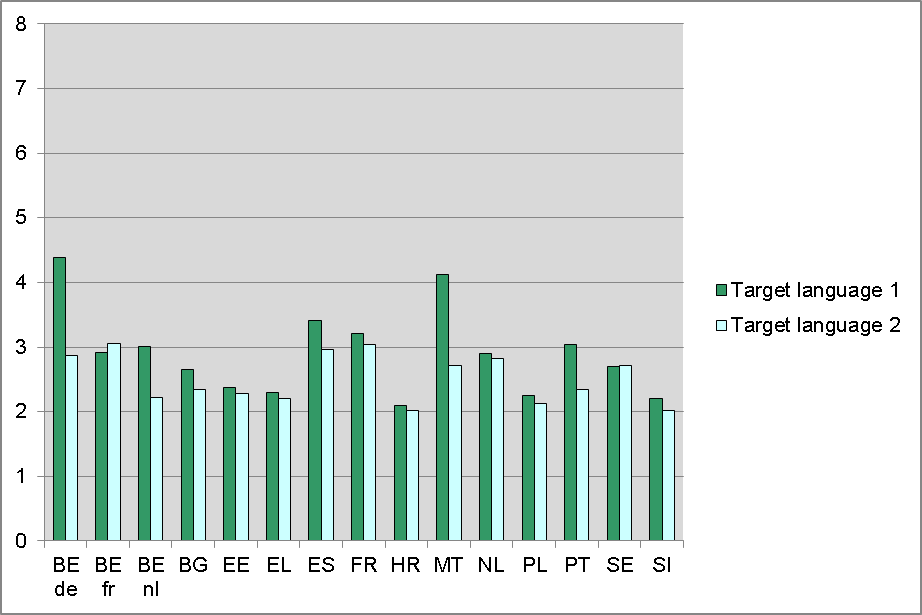 8
7
6
5
4
3
2
1
0
BE de
BE fr
BE nl
BG
EE
EL
ES
FR
HR
MT
NL
PL
PT
SE
SI
Target language 1
Target language 2